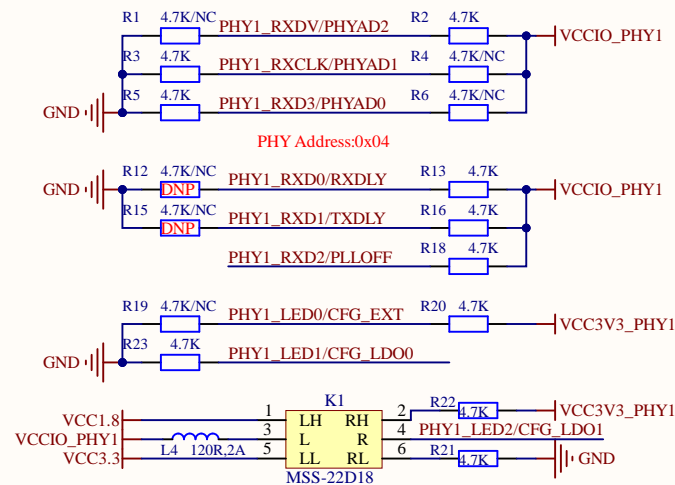 R1 4.7K/NC PHY1_RXDV/PHYAD2 R2 4.7K VCCIO_PHY1
R3 4.7K PHY1_RXCLK/PHYAD1 R4 4.7K/NC
GND R5 4.7K PHY1_RXD3/PHYAD0 R6 4.7K/NC
PHY Address:0x04
GND R12 4.7K/NC DNP PHY1_RXD0/RXDLY R13 4.7K VCCIO_PHY1
R15 4.7K/NC DNP PHY1_RXD1/TXDLY R16 4.7K
PHY1_RXD2/PLLOFF R18 4.7K
R19 4.7K/NC PHY1_LED0/CFG_EXT R20 4.7K VCC3V3_PHY1
GND R23 4.7K PHY1_LED1/CFG_LDO0
K1
VCC1.8 1 LH RH 2 R22 4.7K VCC3V3_PHY1
VCCIO_PHY1 L4 120R,2A 3 L R 4 PHY1_LED2/CFG_LDO1
VCC3.3 5 LL RL 6 R21 4.7K GND
MSS-22D18